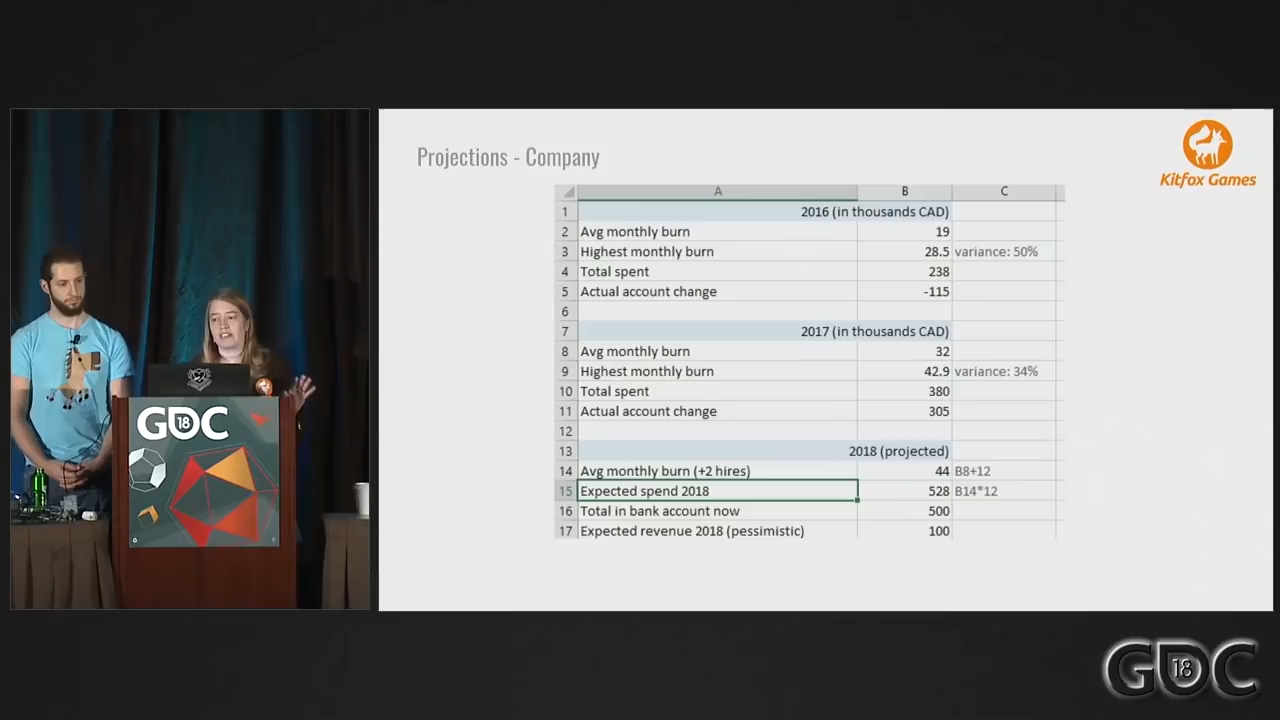 Projections - Company
Kitfox Games
A B C
1 2016 (in thousands CAD)
2 Avg monthly burn 19
3 Highest monthly burn 28.5 variance: 50%
4 Total spent 238
5 Actual account change -115
6
7 2017 (in thousands CAD)
8 Avg monthly burn 32
9 Highest monthly burn 42.9 variance: 34%
10 Total spent 380
11 Actual account change 305
12
13 2018 (projected)
14 Avg monthly burn (+2 hires) 44 B8+12
15 Expected spend 2018 528 B14*12
16 Total in bank account now 500
17 Expected revenue 2018 (pessimistic) 100
GDC 18
GDC 18